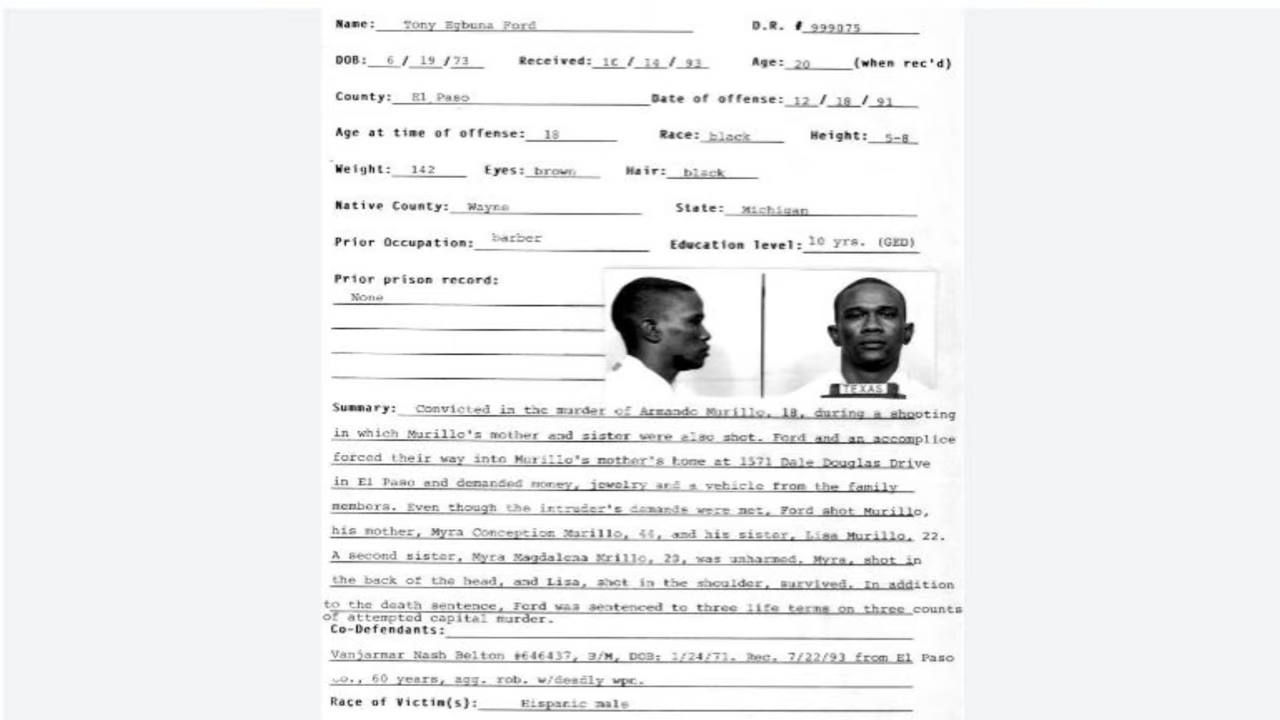 Name: Tony Egbuna Ford D.R. # 999075
DOB: 6 / 19 / 73 Received: 10 / 14 / 93 Age: 20 (when rec'd)
County: El Paso Date of offense: 12 / 18 / 91
Age at time of offense: 18 Race: black Height: 5-8
Weight: 142 Eyes: brown Hair: black
Native County: Wayne State: Michigan
Prior Occupation: barber Education level: 10 yrs. (GED)
Prior prison record:
None
TEXAS
Summary: Convicted in the murder of Armando Murillo, 18, during a shooting
in which Murillo's mother and sister were also shot. Ford and an accomplice
forced their way into Murillo's mother's home at 1571 Dale Douglas Drive
in El Paso and demanded money, jewelry and a vehicle from the family
members. Even though the intruder's demands were met, Ford shot Murillo,
his mother, Myra Conception Murillo, 44, and his sister, Lisa Murillo, 22.
A second sister, Myra Magdalena Mrillo, 23, was unharmed. Myra, shot in
the back of the head, and Lisa, shot in the shoulder, survived. In addition
to the death sentence, Ford was sentenced to three life terms on three counts
of attempted capital murder.
Co-Defendants:
Vanjarmar Nash Belton #646437, B/M, DOB: 1/24/71. Rec. 7/22/93 from El Paso
60 years, agg. rob. w/deadly wpn.
Race of Victim(s): Hispanic male